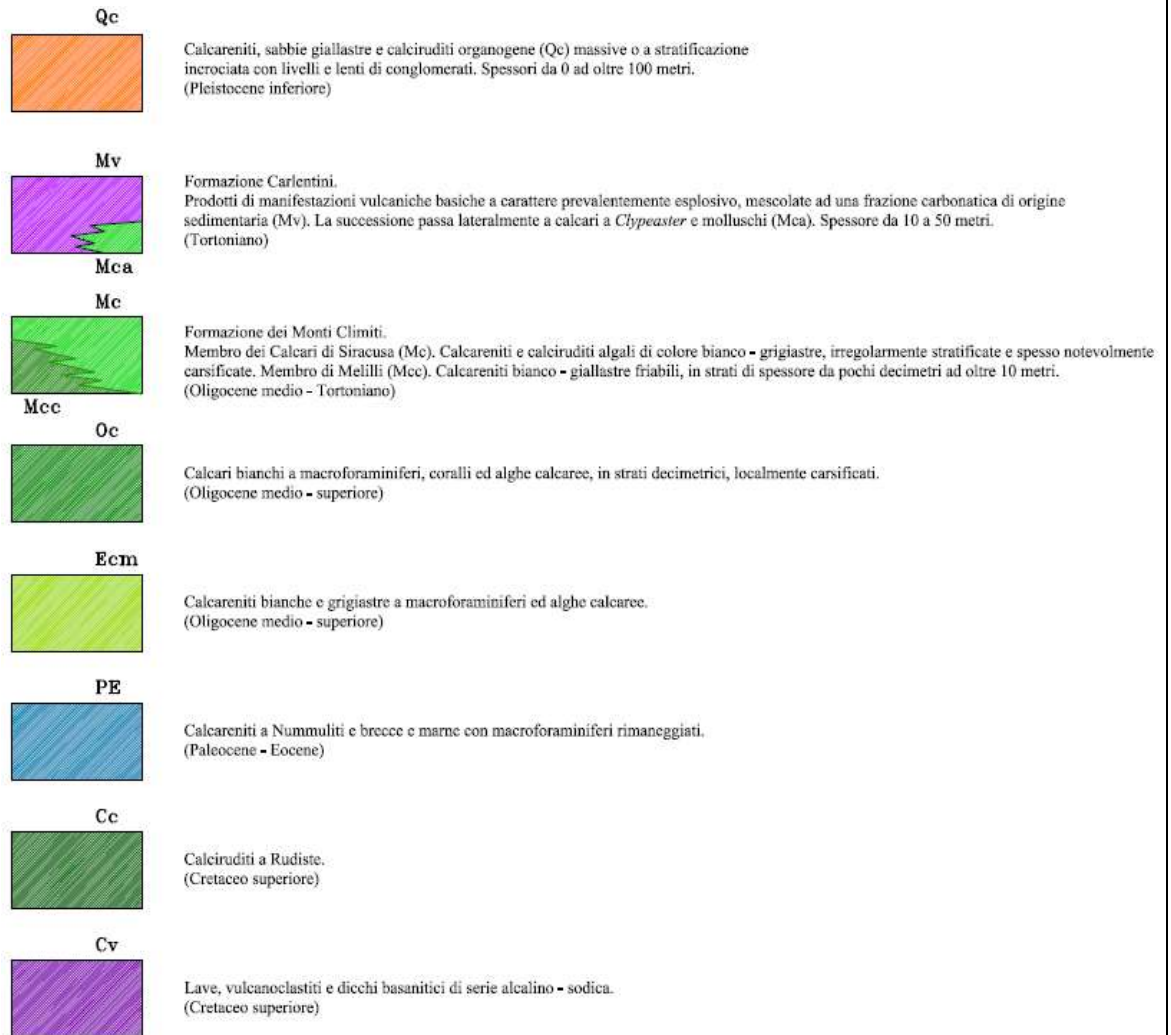 Qc
Calcareniti, sabbie giallastre e calciruditi organogene (Qc) massive o a stratificazione
incrociata con livelli e lenti di conglomerati. Spessori da 0 ad oltre 100 metri.
(Pleistocene inferiore)
Mv
Formazione Carlentini.
Prodotti di manifestazioni vulcaniche basiche a carattere prevalentemente esplosivo, mescolate ad una frazione carbonatica di origine
sedimentaria (Mv). La successione passa lateralmente a calcari a Clypeaster e molluschi (Mca). Spessore da 10 a 50 metri.
(Tortoniano)
Mca
Mc
Formazione dei Monti Climiti.
Membro dei Calcari di Siracusa (Mc). Calcareniti e calciruditi algali di colore bianco - grigiastre, irregolarmente stratificate e spesso notevolmente
carsificate. Membro di Melilli (Mcc). Calcareniti bianco - giallastre friabili, in strati di spessore da pochi decimetri ad oltre 10 metri.
(Oligocene medio - Tortoniano)
Mcc
Oc
Calcari bianchi a macroforaminiferi, coralli ed alghe calcaree, in strati decimetrici, localmente carsificati.
(Oligocene medio - superiore)
Ecm
Calcareniti bianche e grigiastre a macroforaminiferi ed alghe calcaree.
(Oligocene medio - superiore)
PE
Calcareniti a Nummuliti e brecce e marne con macroforaminiferi rimaneggiati.
(Paleocene - Eocene)
Cc
Calciruditi a Rudiste.
(Cretaceo superiore)
Cv
Lave, vulcanoclastiti e dicchi basanitici di serie alcalino - sodica.
(Cretaceo superiore)